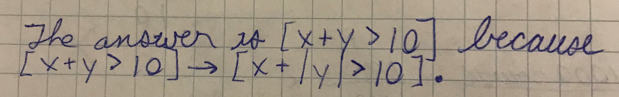 The answer is [x+y>10] because
[x+y>10]→[x+|y|>10].